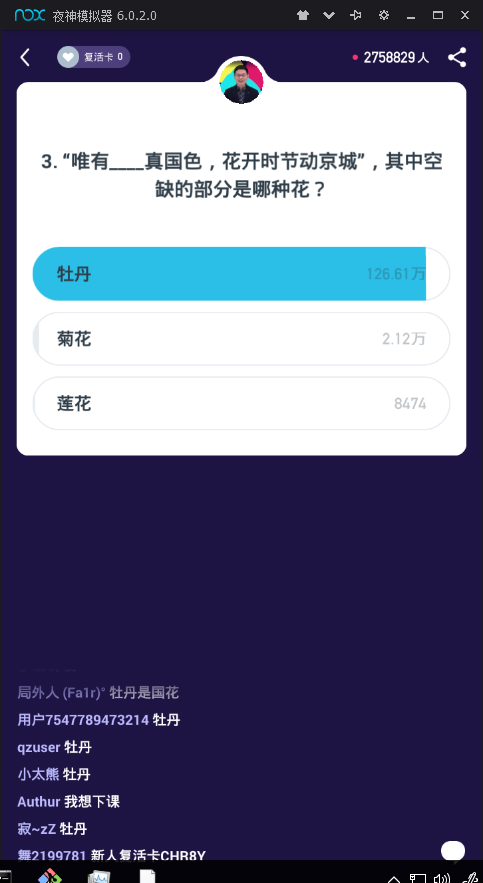 nox 夜神模拟器 6.0.2.0
复活卡 0
2758829 人
3. “唯有____真国色，花开时节动京城”，其中空
缺的部分是哪种花？
牡丹 126.61万
菊花 2.12万
莲花 8474
局外人 (Fa1r)° 牡丹是国花
用户7547789473214 牡丹
qzuser 牡丹
小太熊 牡丹
Authur 我想下课
寂~zZ 牡丹
舞2199781 新人复活卡CHR8Y